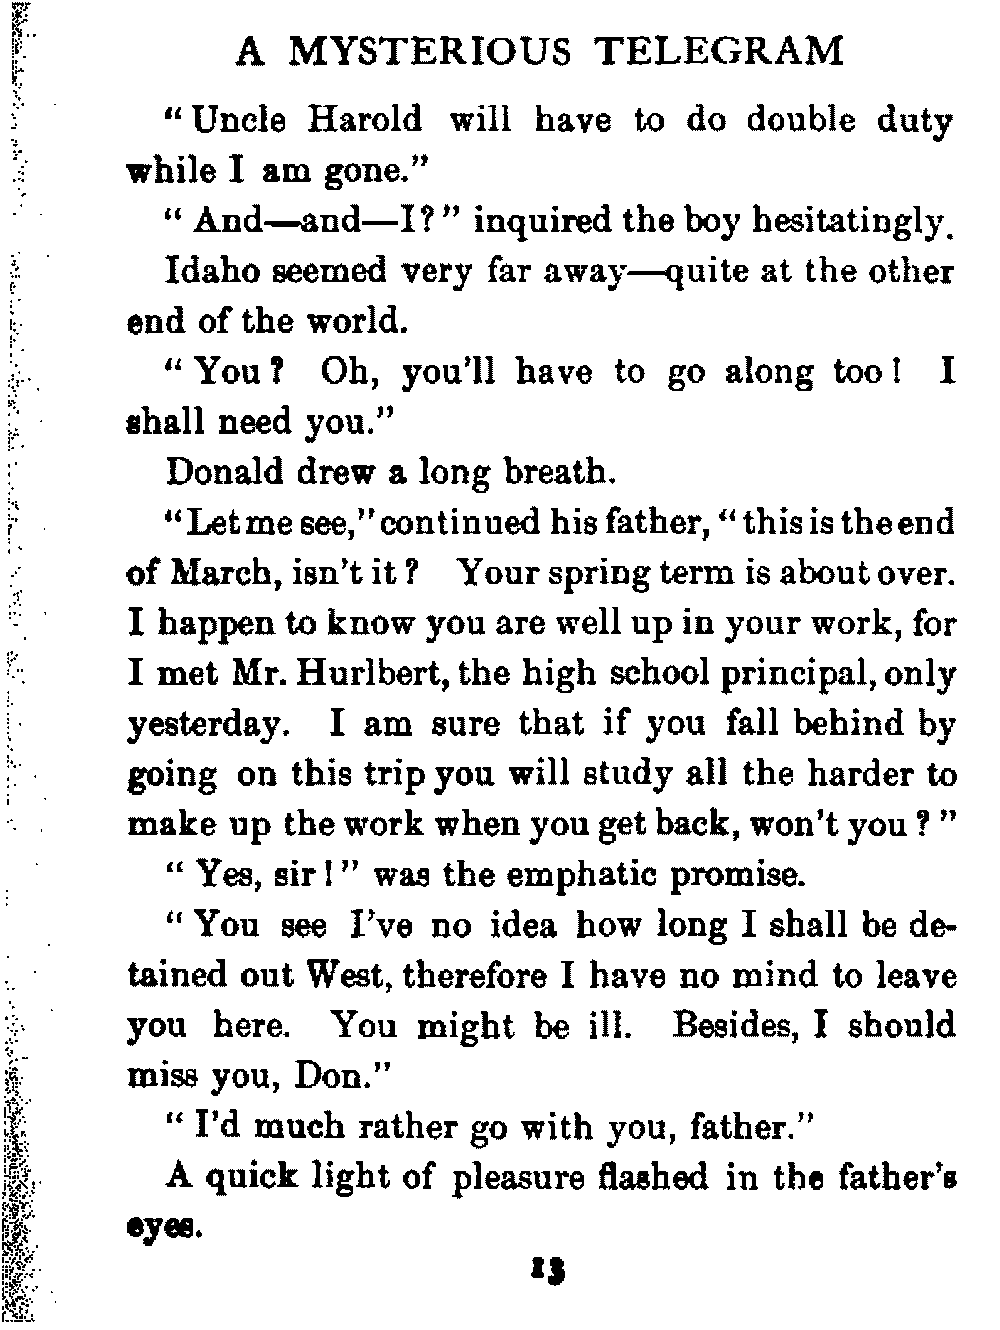 A MYSTERIOUS TELEGRAM
“Uncle Harold will have to do double duty
while I am gone.”
“And—and—I?” inquired the boy hesitatingly.
Idaho seemed very far away—quite at the other
end of the world.
“You? Oh, you'll have to go along too! I
shall need you.”
Donald drew a long breath.
“Let me see,” continued his father, “this is the end
of March, isn't it? Your spring term is about over.
I happen to know you are well up in your work, for
I met Mr. Hurlbert, the high school principal, only
yesterday. I am sure that if you fall behind by
going on this trip you will study all the harder to
make up the work when you get back, won't you?”
“Yes, sir!” was the emphatic promise.
“You see I've no idea how long I shall be de-
tained out West, therefore I have no mind to leave
you here. You might be ill. Besides, I should
miss you, Don.”
“I'd much rather go with you, father.”
A quick light of pleasure flashed in the father's
eyes.
13